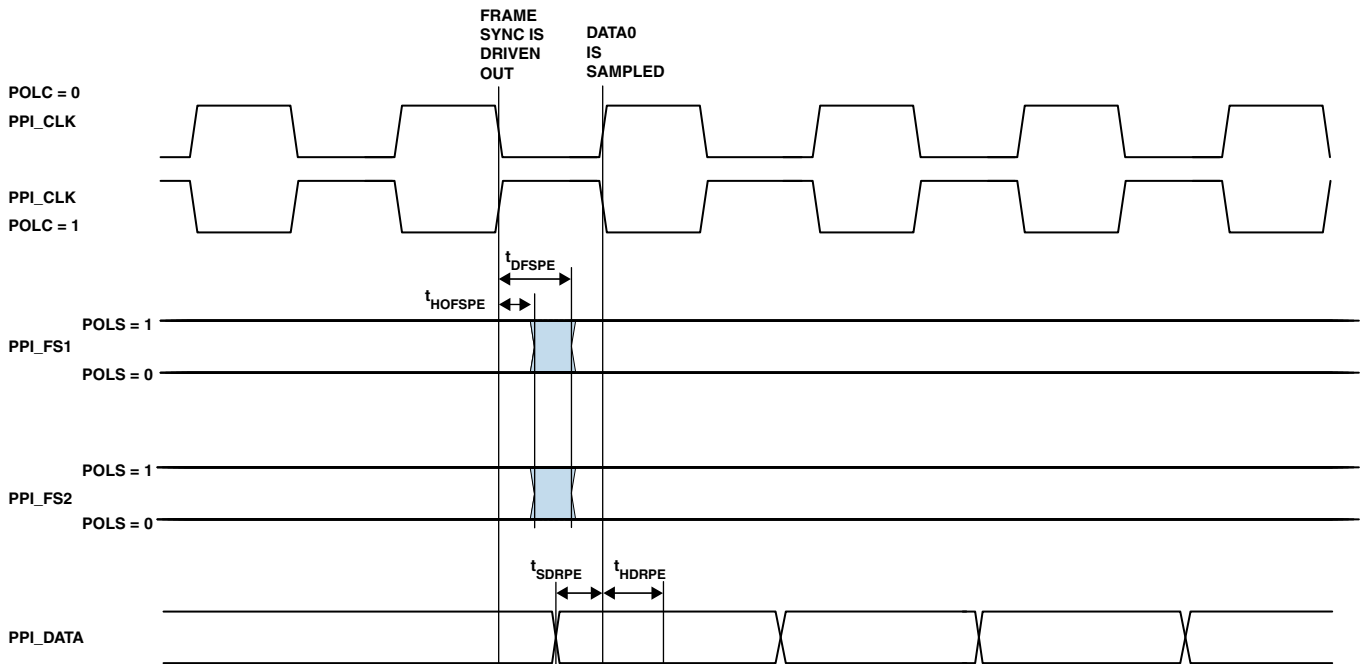 FRAME
SYNC IS
DRIVEN
OUT
DATA0
IS
SAMPLED
POLC = 0
PPI_CLK
PPI_CLK
POLC = 1
tDFSPE
tHOFSPE
POLS = 1
PPI_FS1
POLS = 0
POLS = 1
PPI_FS2
POLS = 0
tSDRPE
tHDRPE
PPI_DATA